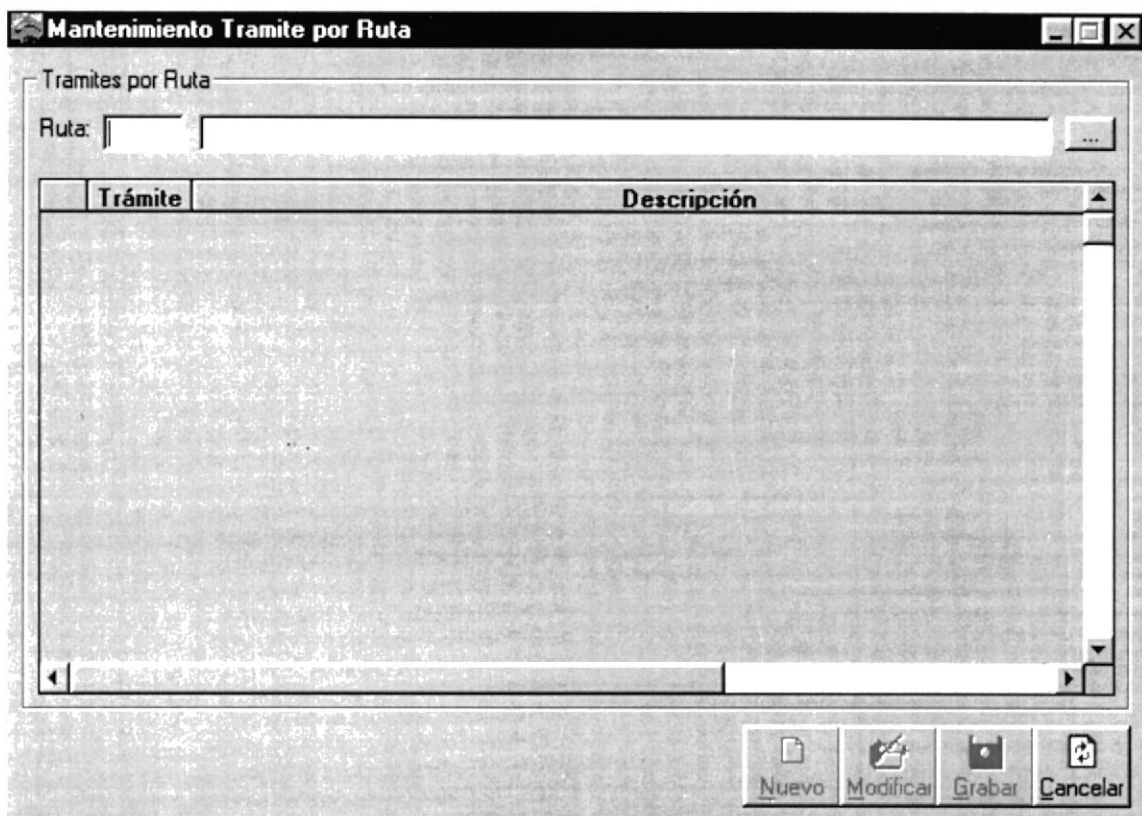 Mantenimiento Tramite por Ruta
Tramites por Ruta
Ruta:
...
Trámite Descripción
Nuevo Modificar Grabar Cancelar